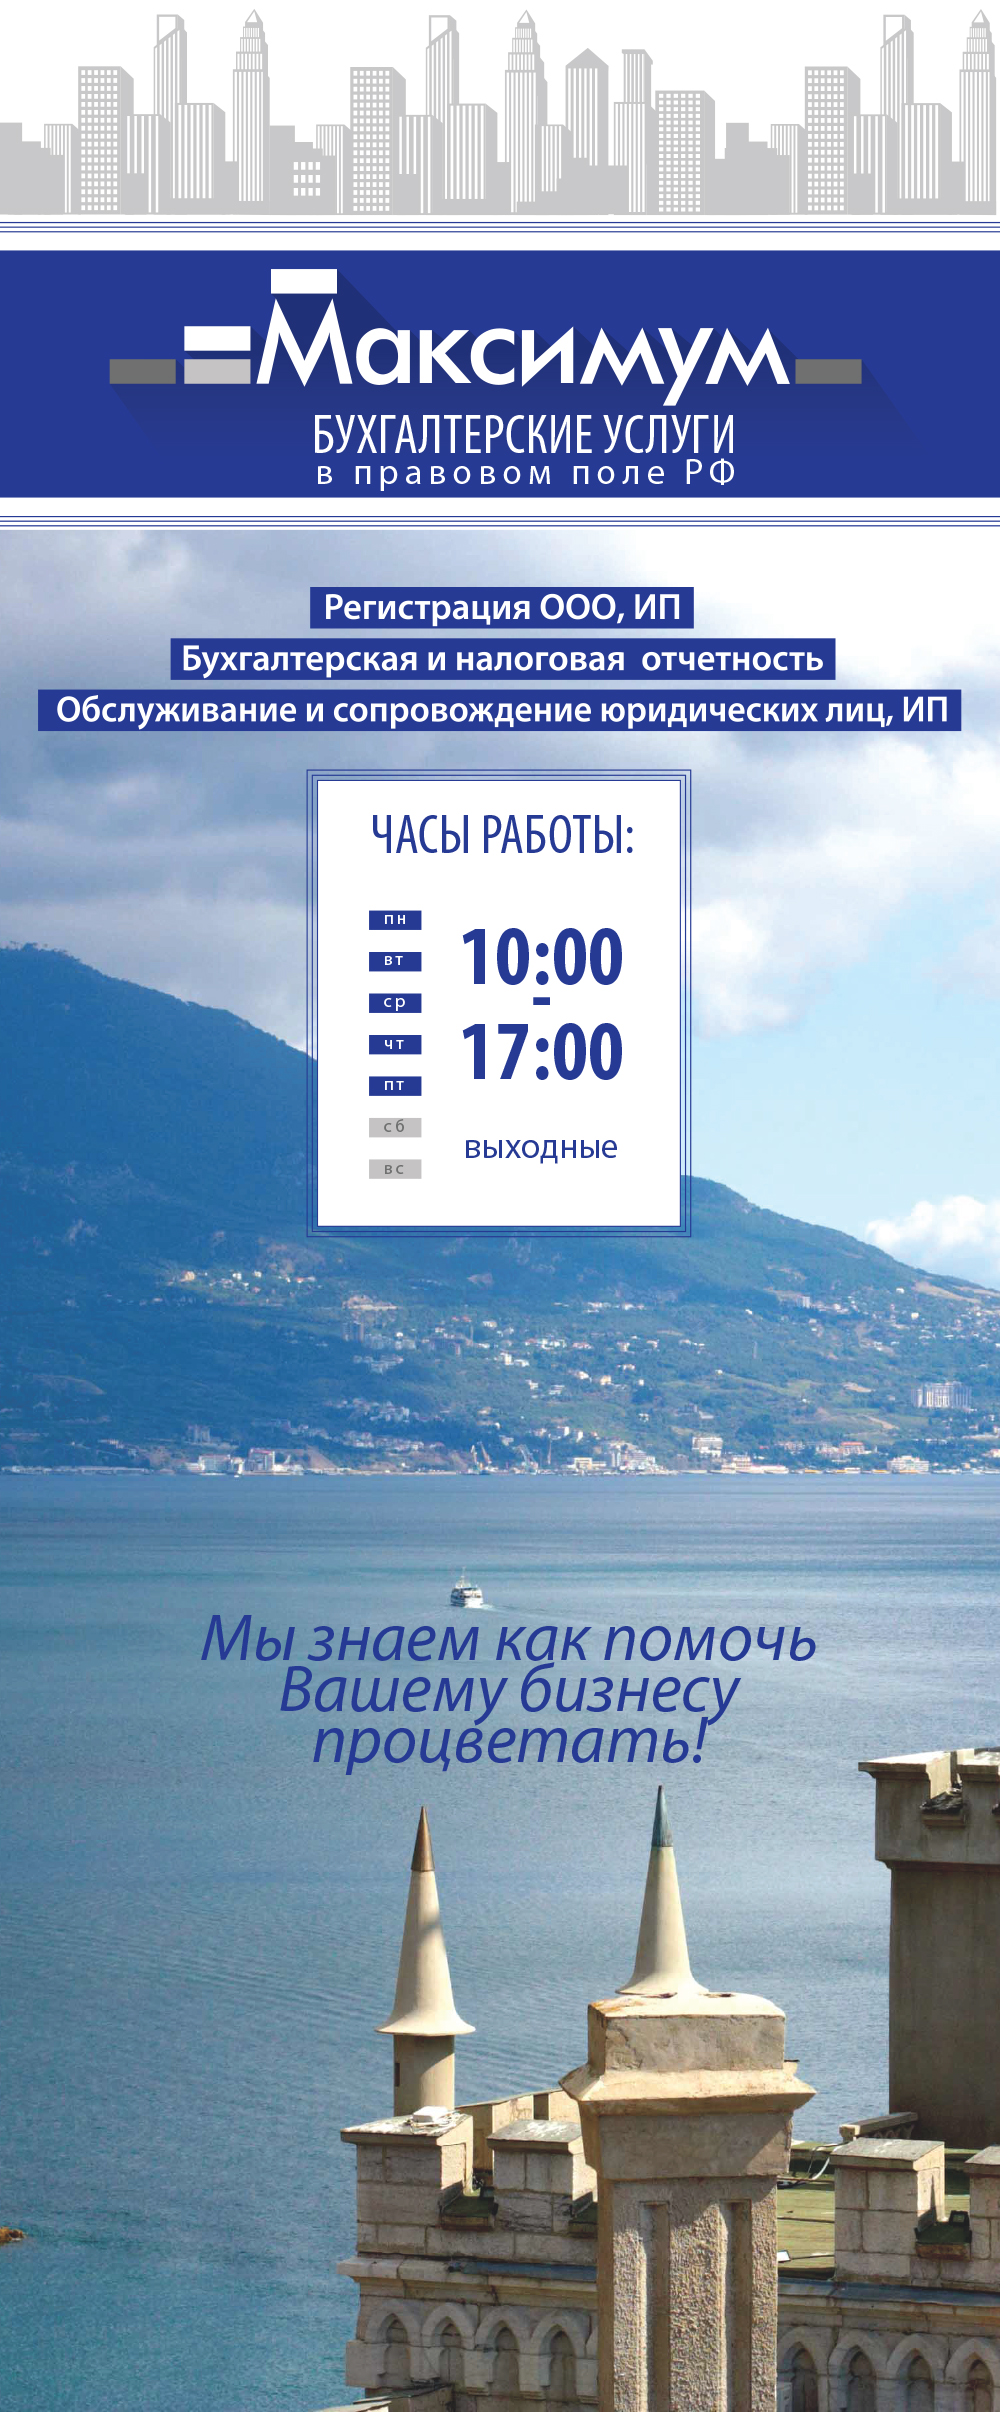 Максимум
БУХГАЛТЕРСКИЕ УСЛУГИ
в правовом поле РФ
Регистрация ООО, ИП
Бухгалтерская и налоговая отчетность
Обслуживание и сопровождение юридических лиц, ИП
ЧАСЫ РАБОТЫ:
пн
вт
ср
чт
пт
сб
вс
10:00
-
17:00
выходные
Мы знаем как помочь
Вашему бизнесу
процветать!